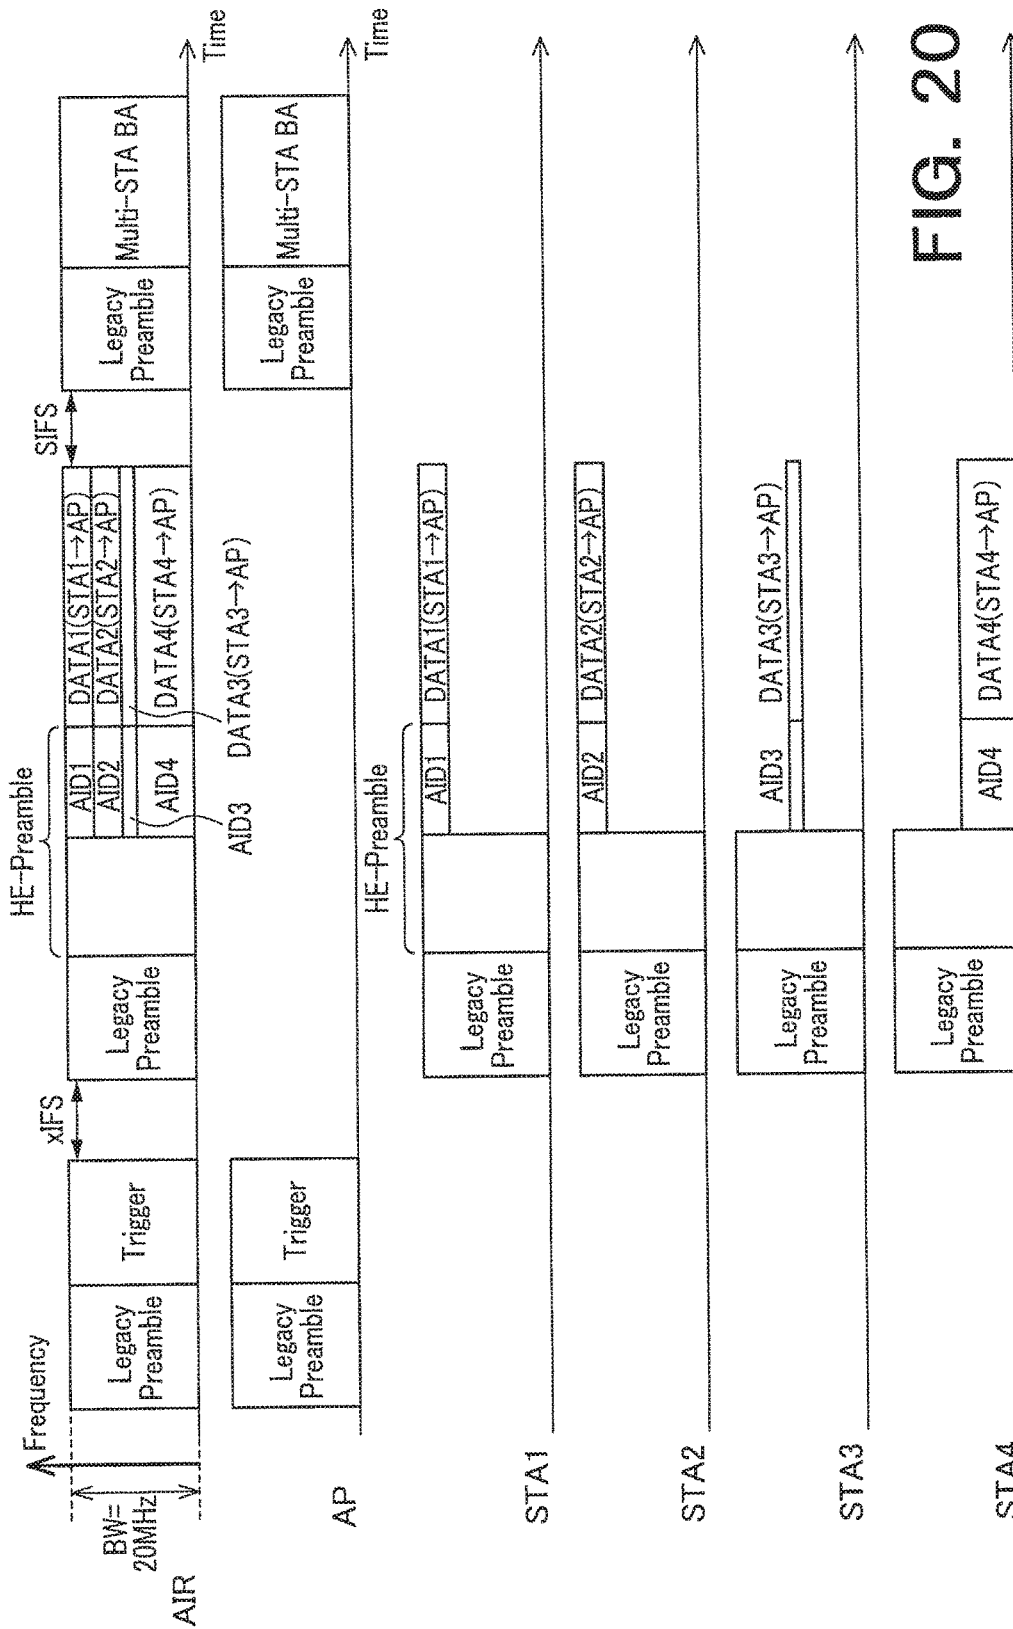 Frequency
BW=
20MHz
AIR
Legacy
Preamble
Trigger
xIFS
Legacy
Preamble
HE-Preamble
AID1
AID2
AID4
AID3
DATA1(STA1→AP)
DATA2(STA2→AP)
DATA4(STA4→AP)
DATA3(STA3→AP)
SIFS
Legacy
Preamble
Multi-STA BA
Time
AP
Legacy
Preamble
Trigger
Legacy
Preamble
Multi-STA BA
Time
STA1
Legacy
Preamble
HE-Preamble
AID1
DATA1(STA1→AP)
STA2
Legacy
Preamble
AID2
DATA2(STA2→AP)
STA3
Legacy
Preamble
AID3
DATA3(STA3→AP)
STA4
Legacy
Preamble
AID4
DATA4(STA4→AP)
FIG. 20